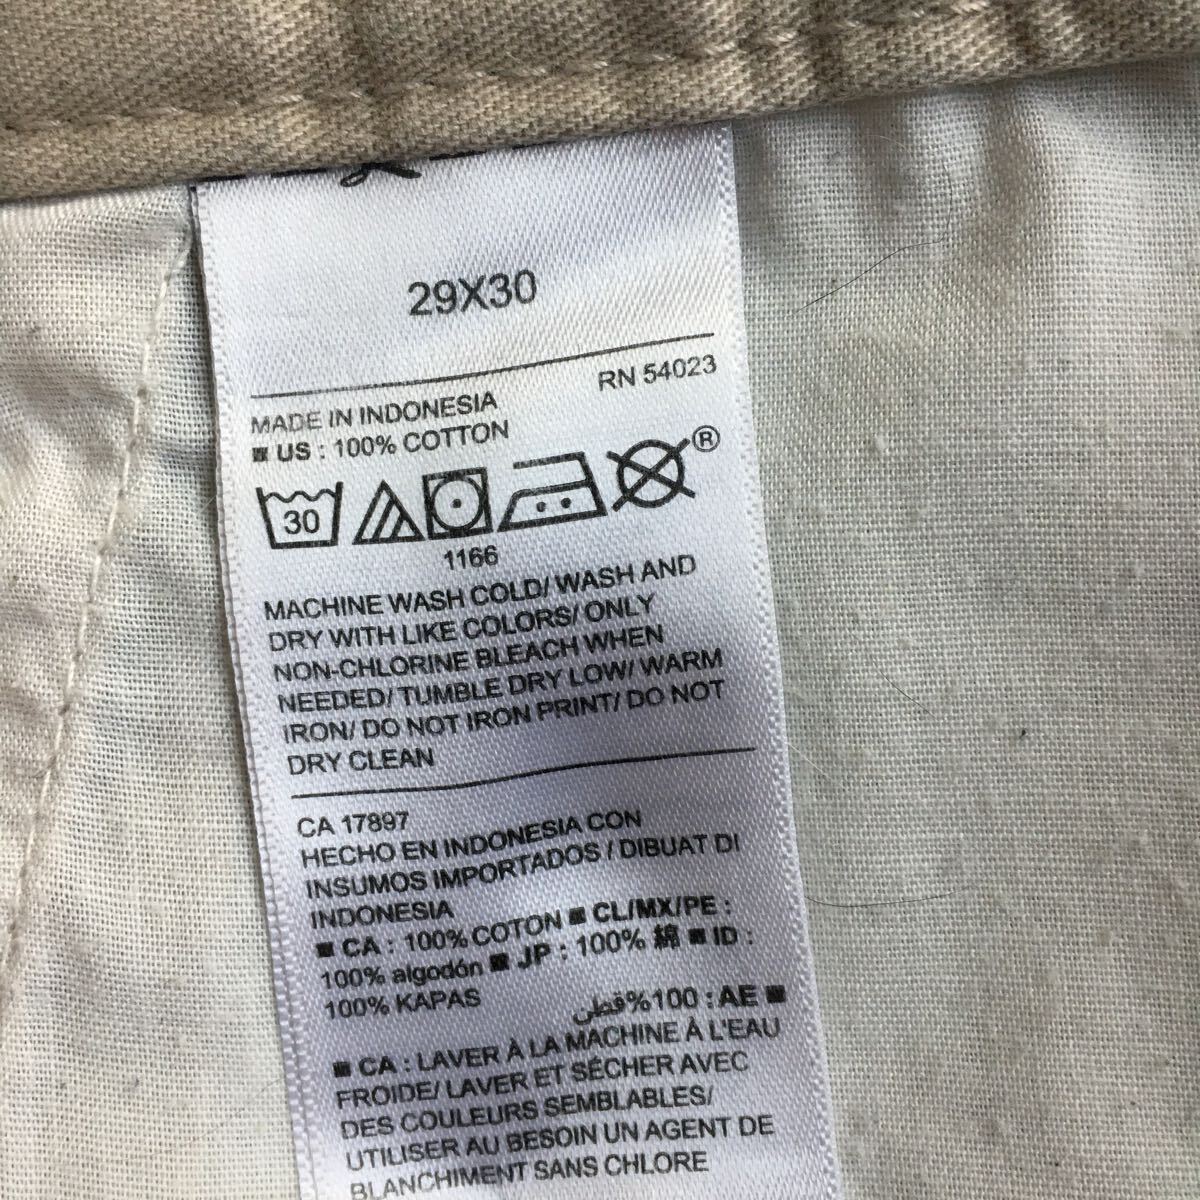 29X30
RN 54023
MADE IN INDONESIA
■ US : 100% COTTON
30
®
1166
MACHINE WASH COLD/ WASH AND
DRY WITH LIKE COLORS/ ONLY
NON-CHLORINE BLEACH WHEN
NEEDED/ TUMBLE DRY LOW/ WARM
IRON/ DO NOT IRON PRINT/ DO NOT
DRY CLEAN
CA 17897
HECHO EN INDONESIA CON
INSUMOS IMPORTADOS / DIBUAT DI
INDONESIA
■ CA : 100% COTON ■ CL/MX/PE :
100% algodón ■ JP : 100% 綿 ■ ID :
100% KAPAS
■ AE : 100% قطن
■ CA : LAVER À LA MACHINE À L'EAU
FROIDE/ LAVER ET SÉCHER AVEC
DES COULEURS SEMBLABLES/
UTILISER AU BESOIN UN AGENT DE
BLANCHIMENT SANS CHLORE